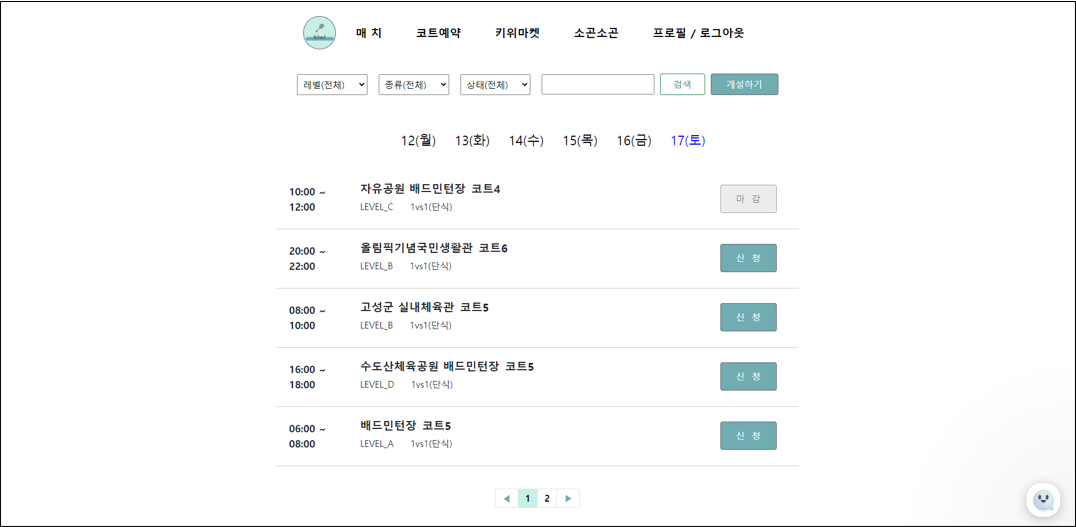 kiwi
매 치 코트예약 키위마켓 소곤소곤 프로필 / 로그아웃
레벨(전체) 종류(전체) 상태(전체) 검색 개설하기
12(월) 13(화) 14(수) 15(목) 16(금) 17(토)
10:00 ~ 자유공원 배드민턴장 코트4
12:00 LEVEL_C 1vs1(단식) 마 감
20:00 ~ 올림픽기념국민생활관 코트6
22:00 LEVEL_B 1vs1(단식) 신 청
08:00 ~ 고성군 실내체육관 코트5
10:00 LEVEL_B 1vs1(단식) 신 청
16:00 ~ 수도산체육공원 배드민턴장 코트5
18:00 LEVEL_D 1vs1(단식) 신 청
06:00 ~ 배드민턴장 코트5
08:00 LEVEL_A 1vs1(단식) 신 청
◀ 1 2 ▶